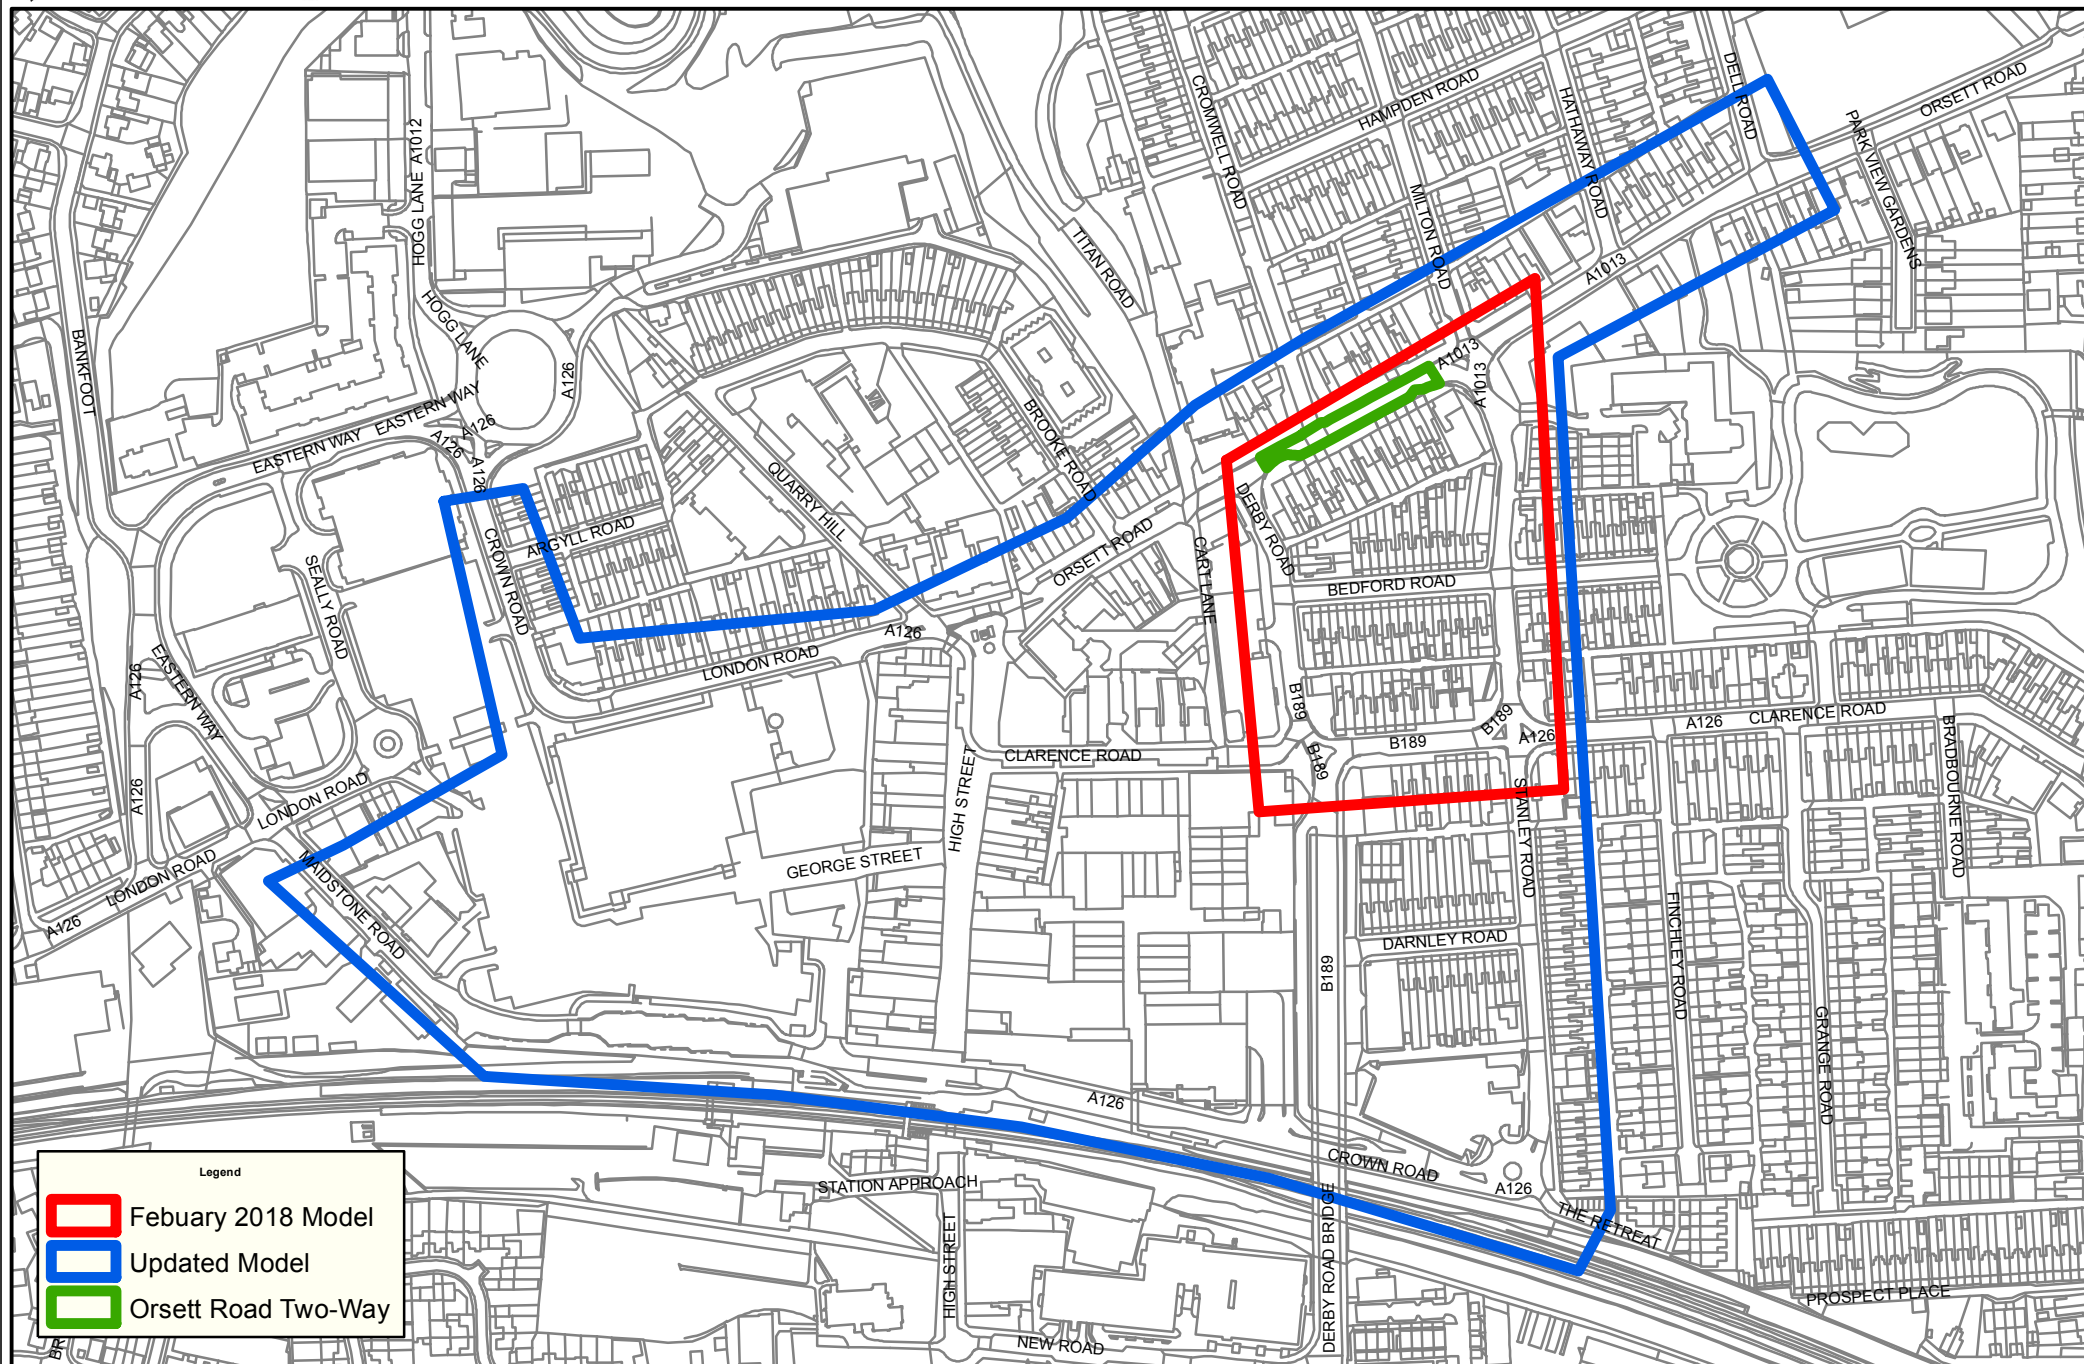 HOGG LANE A1012
HOGG LANE
BANKFOOT
EASTERN WAY
EASTERN WAY
A126
A126
A126
A126
CROMWELL ROAD
HAMPDEN ROAD
HATHAWAY ROAD
DELL ROAD
ORSETT ROAD
PARK VIEW GARDENS
MILTON ROAD
TITAN ROAD
A1013
A1013
A1013
BROOKE ROAD
QUARRY HILL
ARGYLL ROAD
CROWN ROAD
SEALLY ROAD
ORSETT ROAD
CART LANE
DERBY ROAD
BEDFORD ROAD
A126
LONDON ROAD
EASTERN WAY
A126
A126
LONDON ROAD
LONDON ROAD
A126
MAIDSTONE ROAD
CLARENCE ROAD
HIGH STREET
GEORGE STREET
B189
B189
B189
B189
A126
A126
CLARENCE ROAD
STANLEY ROAD
BRADBOURNE ROAD
DARNLEY ROAD
B189
FINCHLEY ROAD
GRANGE ROAD
A126
CROWN ROAD
A126
THE RETREAT
PROSPECT PLACE
STATION APPROACH
HIGH STREET
NEW ROAD
DERBY ROAD BRIDGE
Legend
Febuary 2018 Model
Updated Model
Orsett Road Two-Way